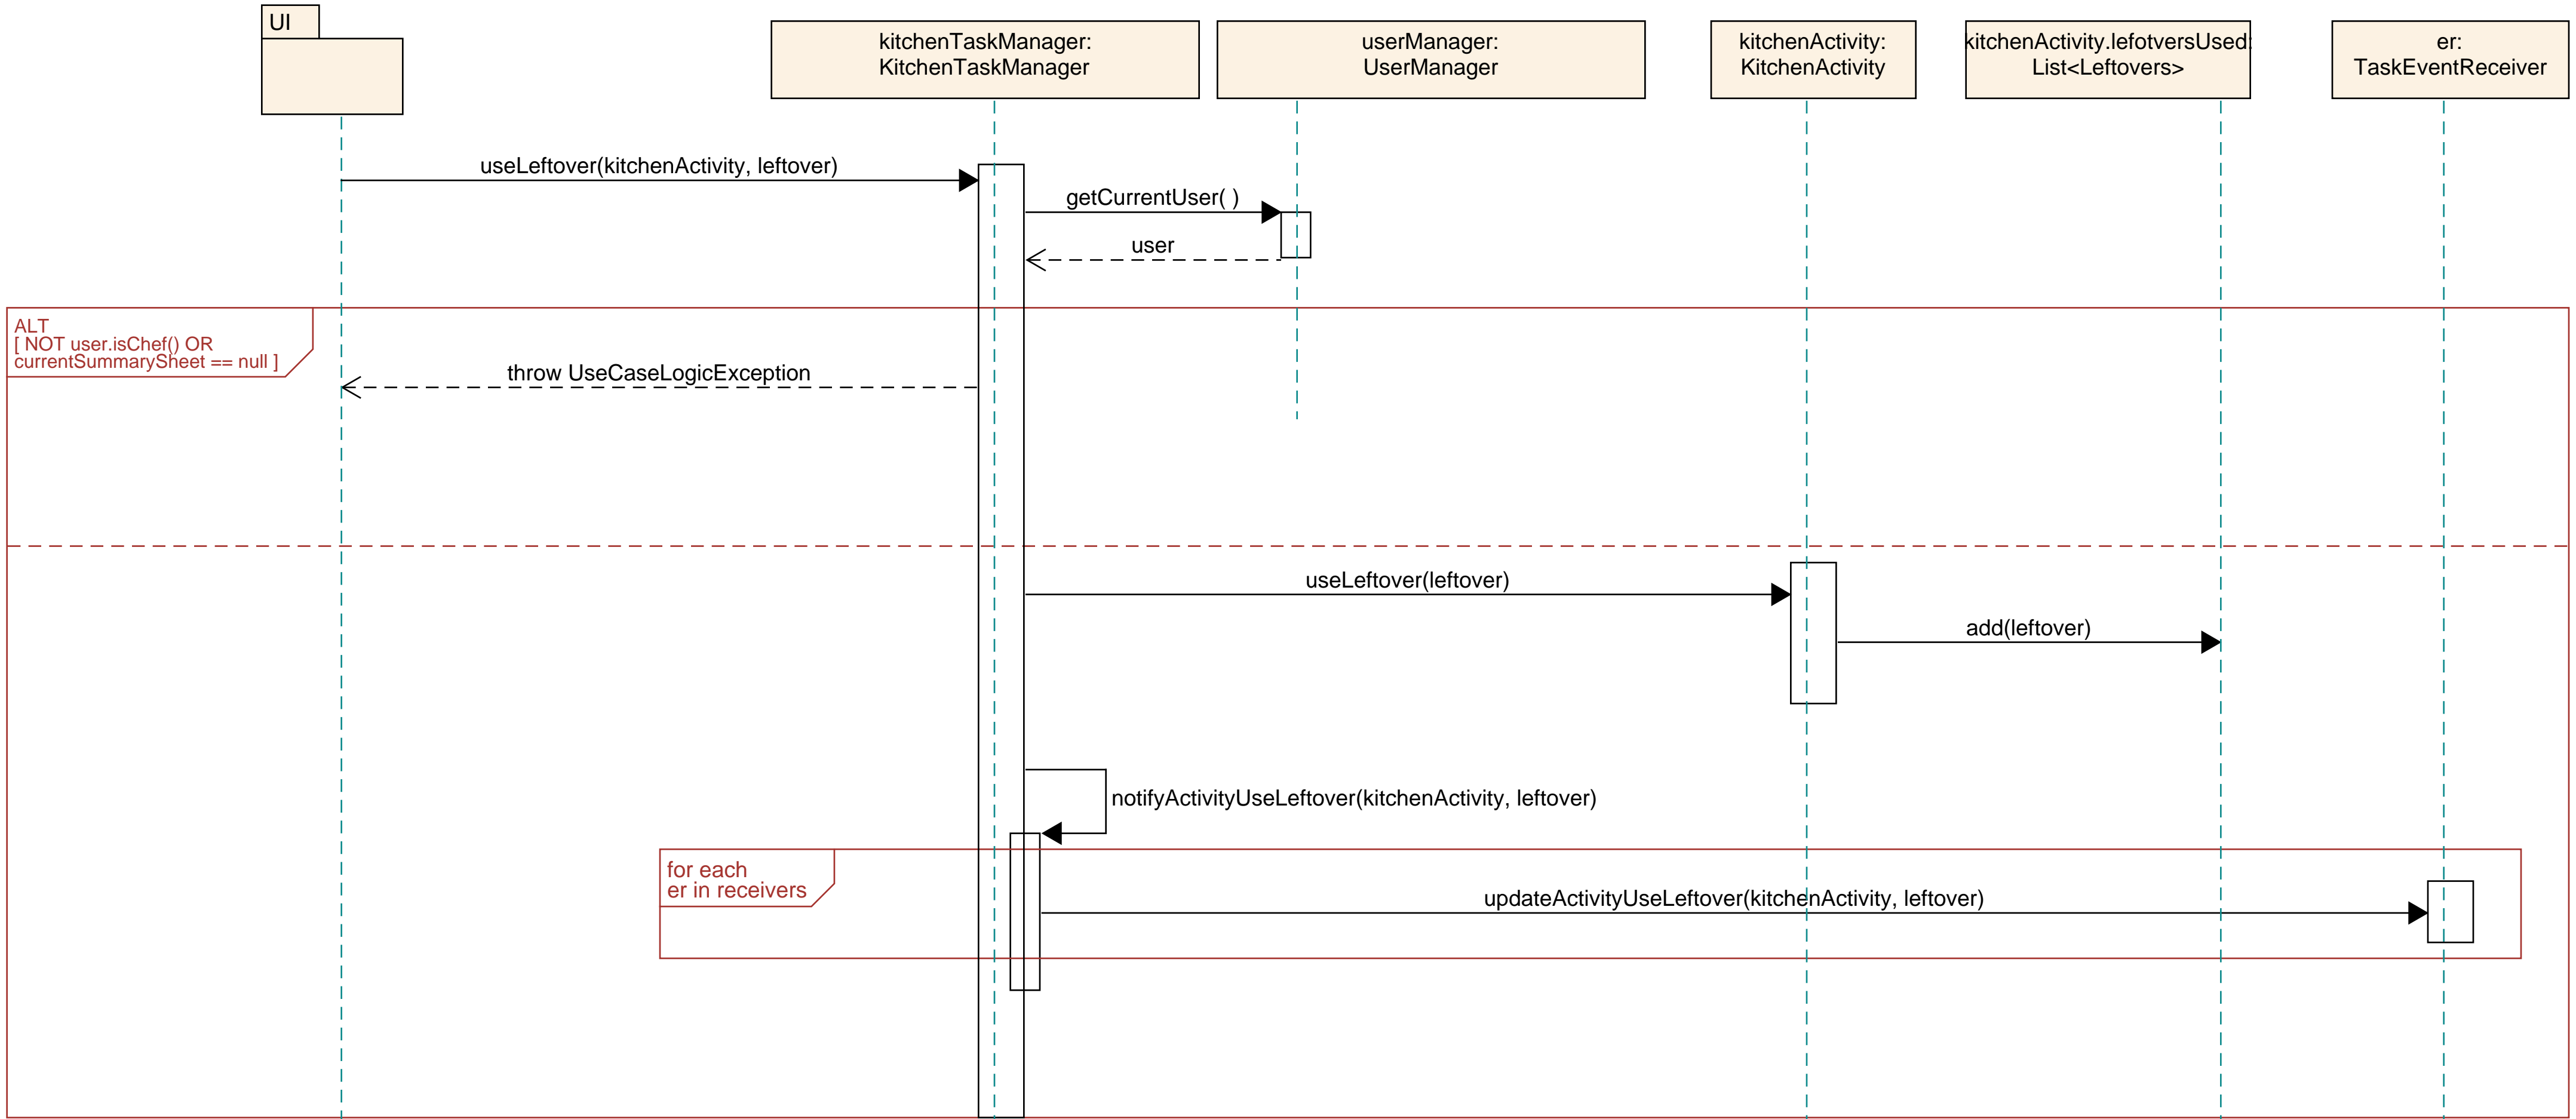 UI
kitchenTaskManager:
KitchenTaskManager
userManager:
UserManager
kitchenActivity:
KitchenActivity
kitchenActivity.lefotversUsed:
List<Leftovers>
er:
TaskEventReceiver
useLeftover(kitchenActivity, leftover)
getCurrentUser( )
user
ALT
[ NOT user.isChef() OR
currentSummarySheet == null ]
throw UseCaseLogicException
useLeftover(leftover)
add(leftover)
notifyActivityUseLeftover(kitchenActivity, leftover)
for each
er in receivers
updateActivityUseLeftover(kitchenActivity, leftover)